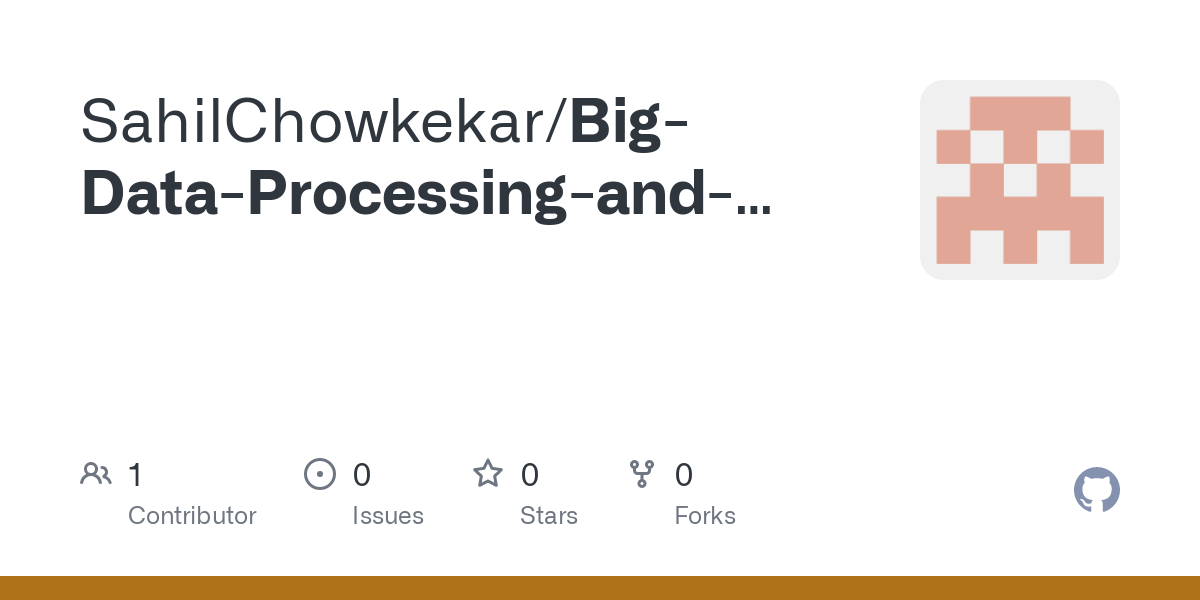 SahilChowkekar/Big-
Data-Processing-and-...
1
Contributor
0
Issues
0
Stars
0
Forks